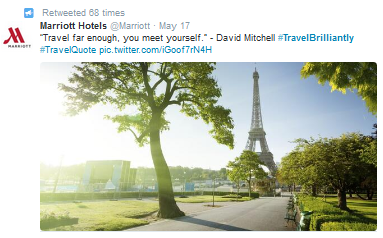 Retweeted 68 times
Marriott Hotels @Marriott · May 17
"Travel far enough, you meet yourself." - David Mitchell #TravelBrilliantly
#TravelQuote pic.twitter.com/iGoof7rN4H
MARRIOTT